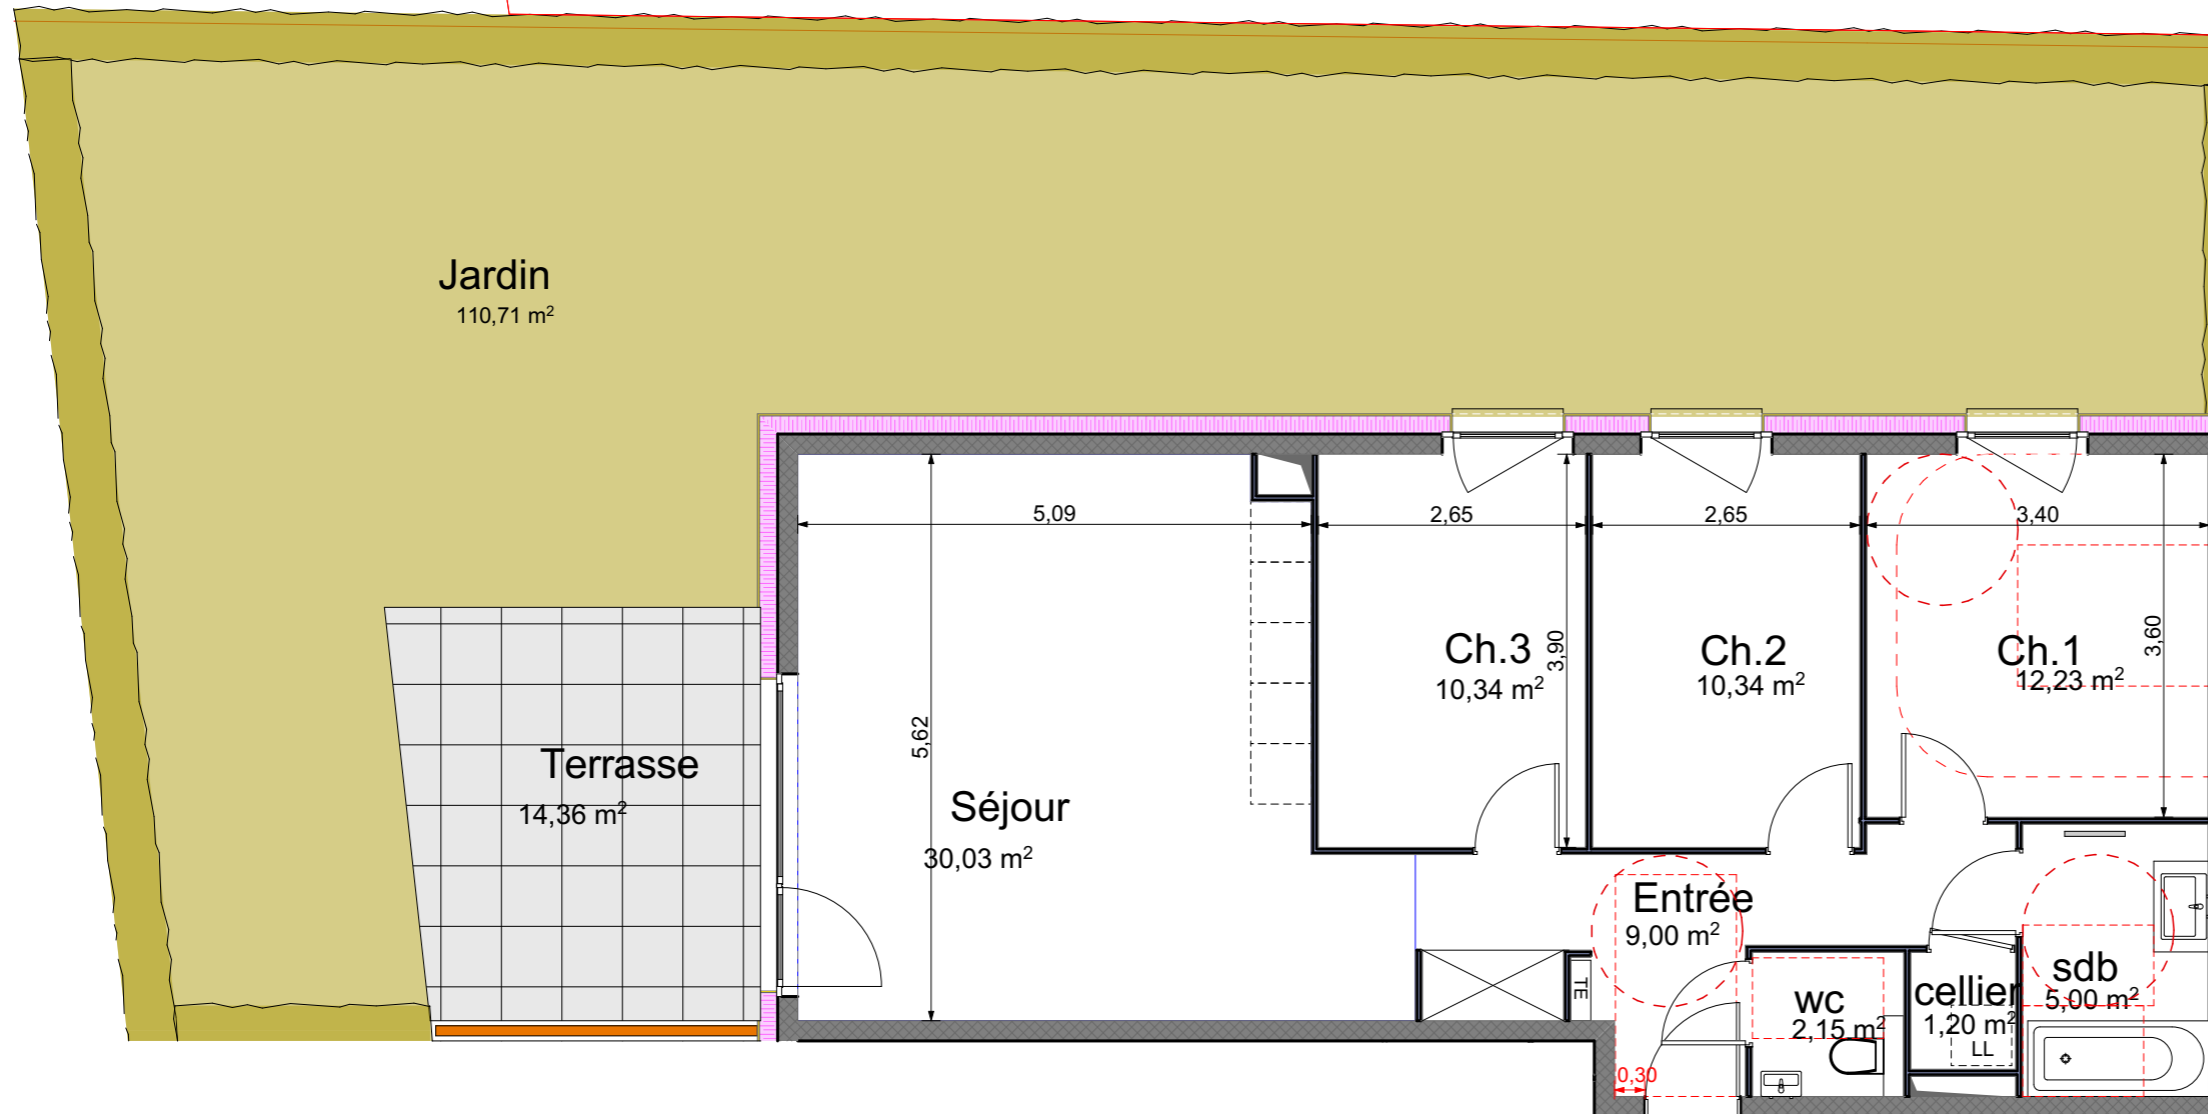 Jardin
110,71 m²
5,09
2,65
2,65
3,40
Ch.3
10,34 m²
3,90
Ch.2
10,34 m²
Ch.1
12,23 m²
3,60
5,62
Terrasse
14,36 m²
Séjour
30,03 m²
Entrée
9,00 m²
TE
wc
2,15 m²
cellier
1,20 m²
LL
sdb
5,00 m²
0,30